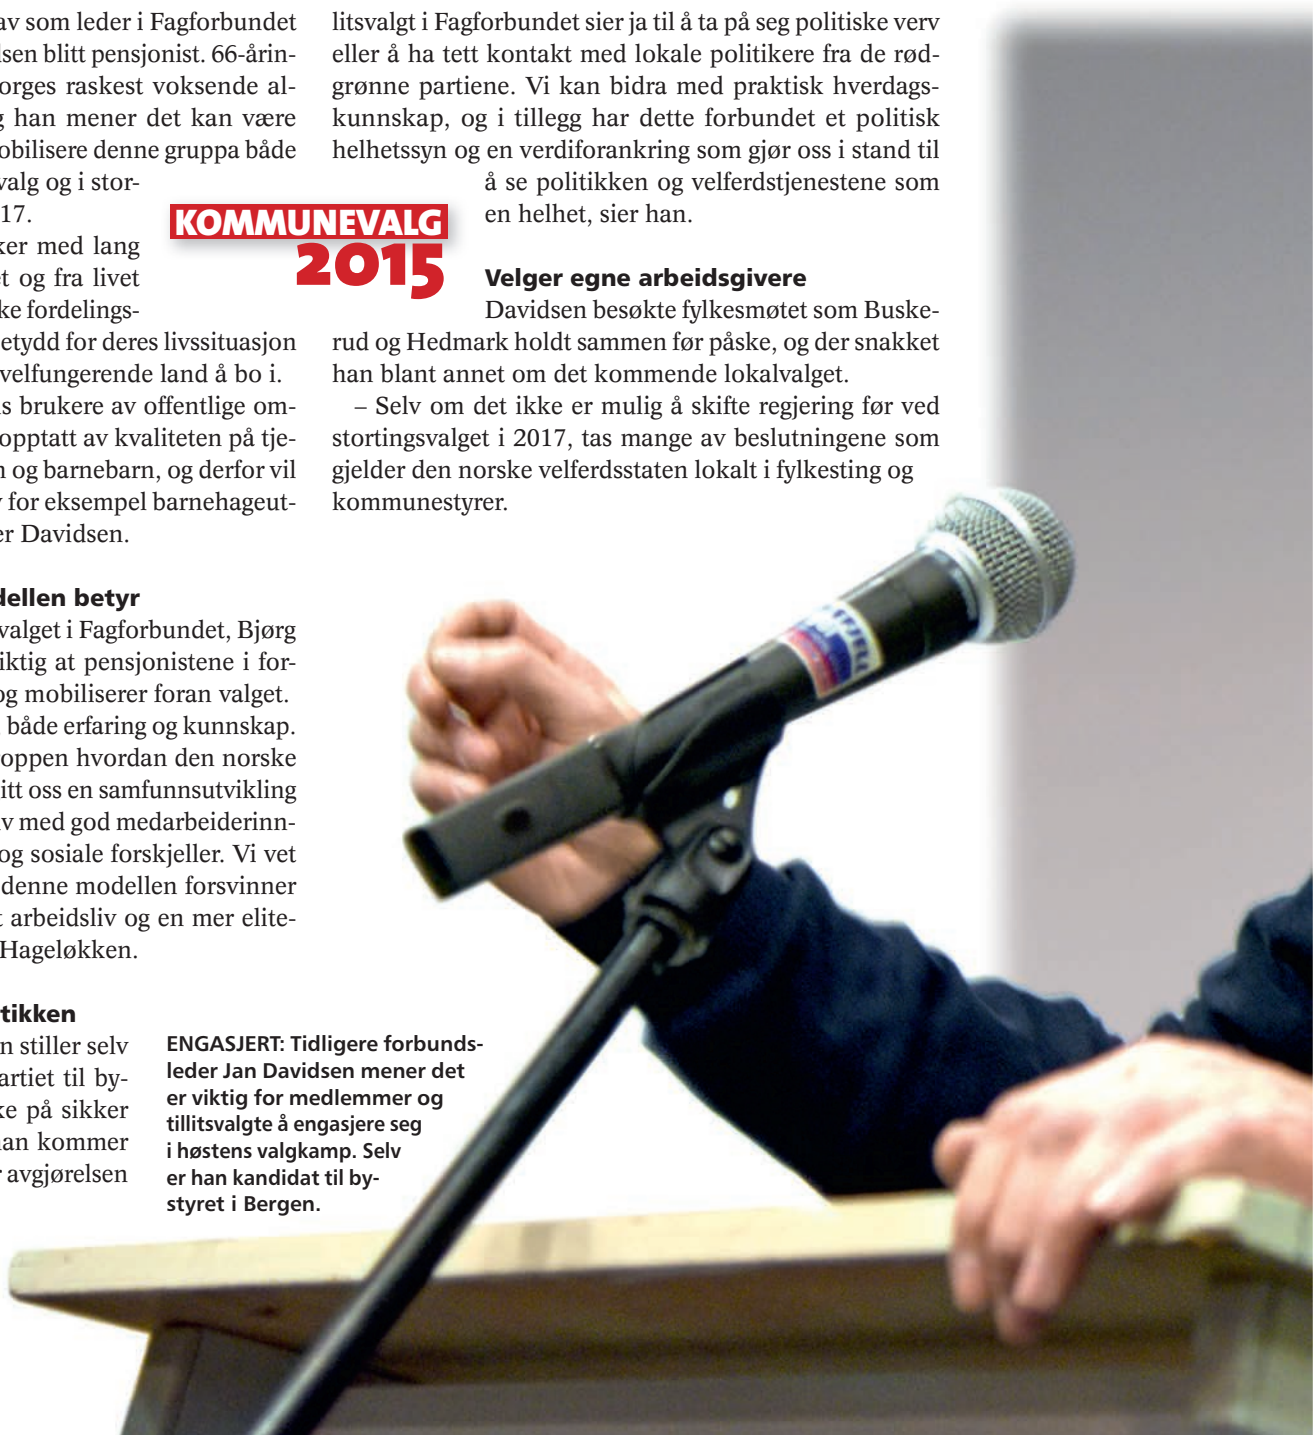 av som leder i Fagforbundet
lsen blitt pensjonist. 66-årin-
orges raskest voksende al-
g han mener det kan være
obilisere denne gruppa både
valg og i stor-
17.
ker med lang
et og fra livet
ke fordelings-
etydd for deres livssituasjon
velfungerende land å bo i.
s brukere av offentlige om-
opptatt av kvaliteten på tje-
n og barnebarn, og derfor vil
v for eksempel barnehageut-
er Davidsen.
dellen betyr
valget i Fagforbundet, Bjørg
iktig at pensjonistene i for-
og mobiliserer foran valget.
både erfaring og kunnskap.
oppen hvordan den norske
itt oss en samfunnsutvikling
iv med god medarbeiderinn-
og sosiale forskjeller. Vi vet
denne modellen forsvinner
t arbeidsliv og en mer elite-
Hageløkken.
tikken
n stiller selv
artiet til by-
ke på sikker
han kommer
r avgjørelsen
KOMMUNEVALG
2015
litsvalgt i Fagforbundet sier ja til å ta på seg politiske verv
eller å ha tett kontakt med lokale politikere fra de rød-
grønne partiene. Vi kan bidra med praktisk hverdags-
kunnskap, og i tillegg har dette forbundet et politisk
helhetssyn og en verdiforankring som gjør oss i stand til
å se politikken og velferdstjenestene som
en helhet, sier han.
Velger egne arbeidsgivere
Davidsen besøkte fylkesmøtet som Buske-
rud og Hedmark holdt sammen før påske, og der snakket
han blant annet om det kommende lokalvalget.
– Selv om det ikke er mulig å skifte regjering før ved
stortingsvalget i 2017, tas mange av beslutningene som
gjelder den norske velferdsstaten lokalt i fylkesting og
kommunestyrer.
ENGASJERT: Tidligere forbunds-
leder Jan Davidsen mener det
er viktig for medlemmer og
tillitsvalgte å engasjere seg
i høstens valgkamp. Selv
er han kandidat til by-
styret i Bergen.